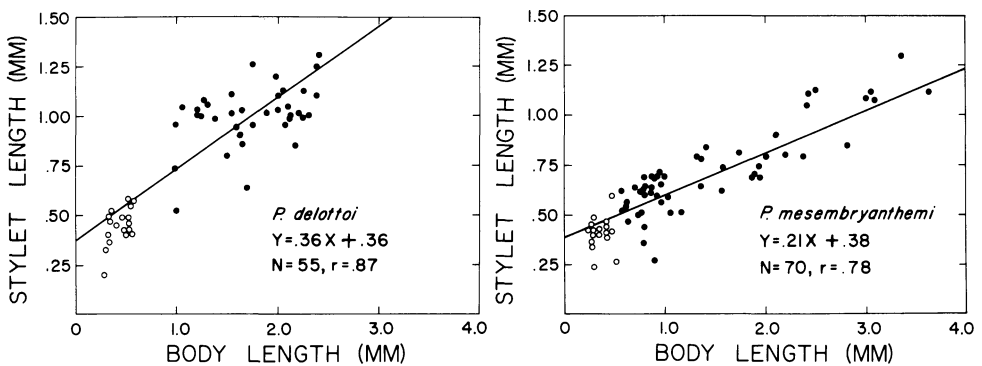 STYLET LENGTH (MM)
1.50
1.25
1.00
.75
.50
.25
0
1.0
2.0
3.0
4.0
BODY LENGTH (MM)
P. delottoi
Y=.36X + .36
N=55, r=.87
STYLET LENGTH (MM)
1.50
1.25
1.00
.75
.50
.25
0
1.0
2.0
3.0
4.0
BODY LENGTH (MM)
P. mesembryanthemi
Y=.21X + .38
N=70, r=.78